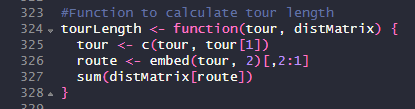 323 #Function to calculate tour length
324 tourLength <- function(tour, distMatrix) {
325 tour <- c(tour, tour[1])
326 route <- embed(tour, 2)[,2:1]
327 sum(distMatrix[route])
328 }
329